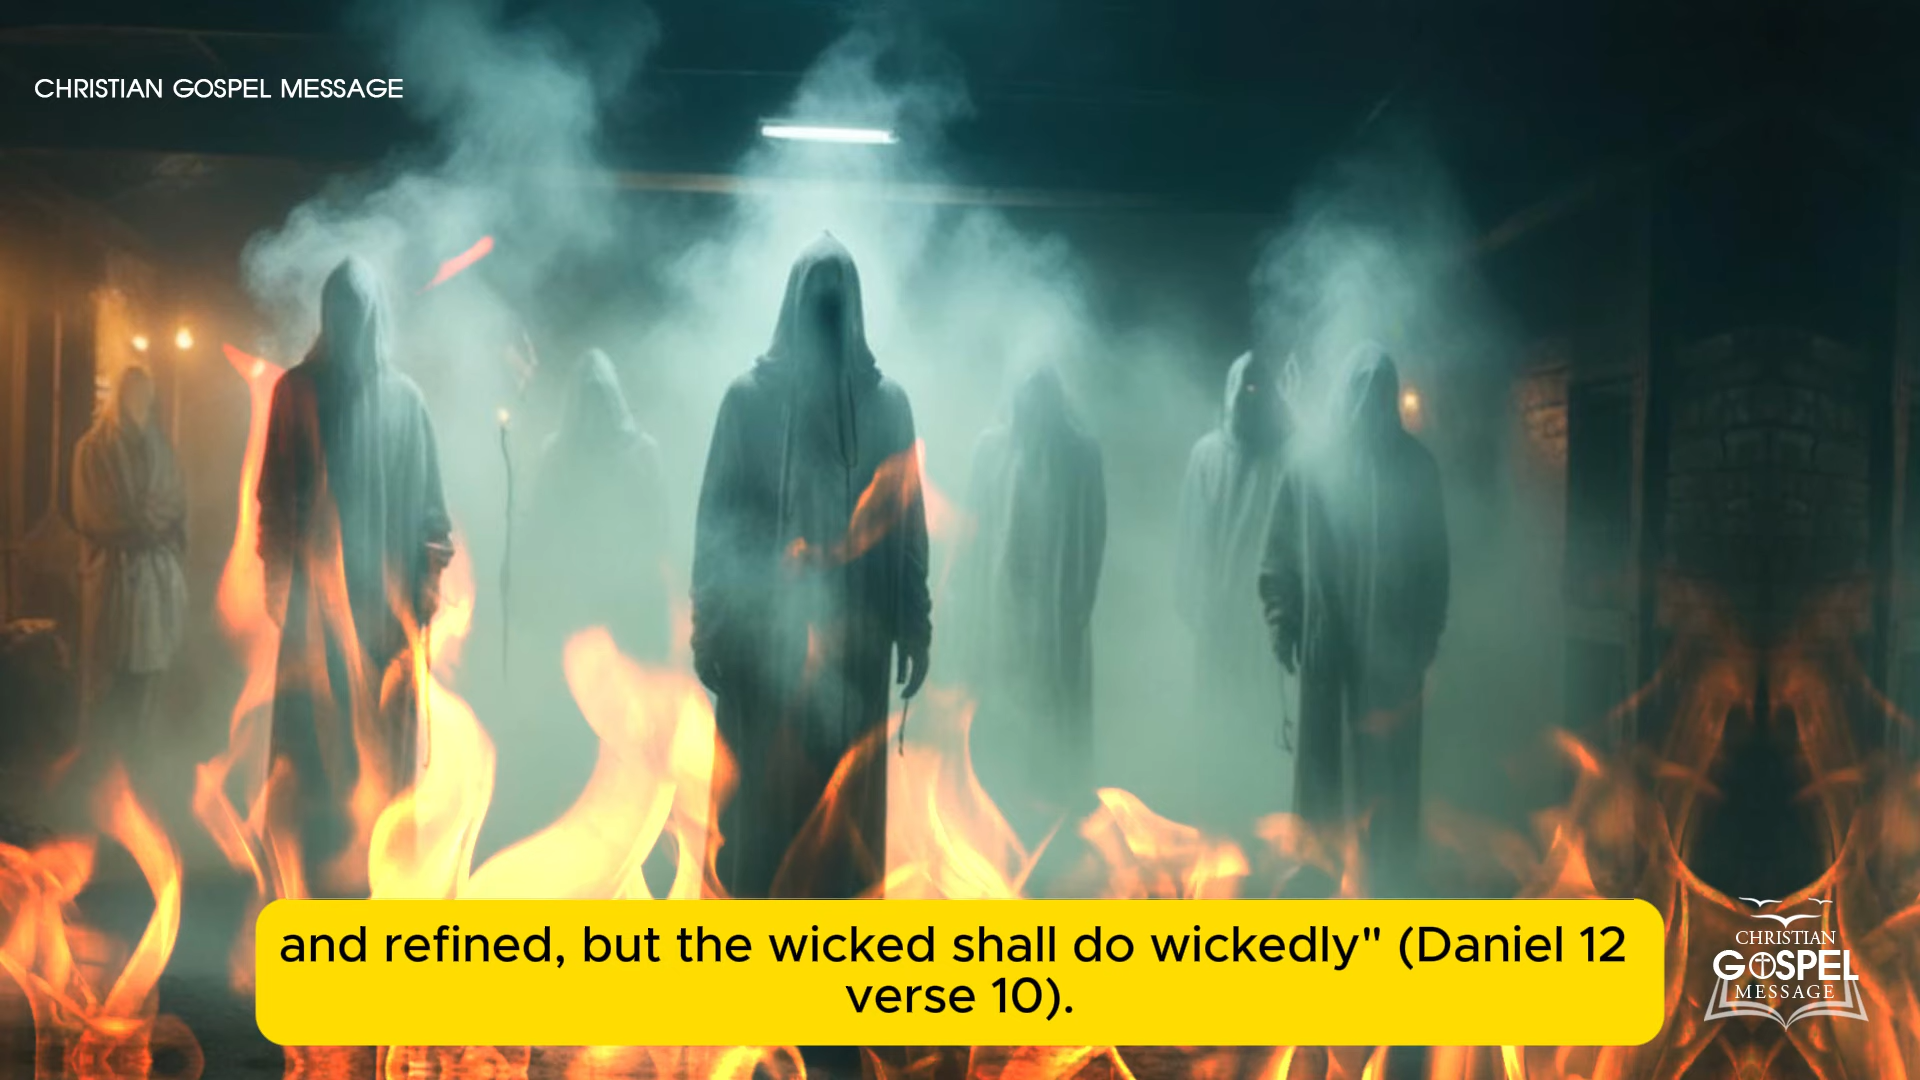 CHRISTIAN GOSPEL MESSAGE
and refined, but the wicked shall do wickedly" (Daniel 12
verse 10).
CHRISTIAN
GOSPEL
MESSAGE